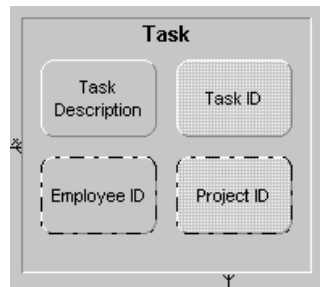 Task
Task
Description
Task ID
Employee ID
Project ID